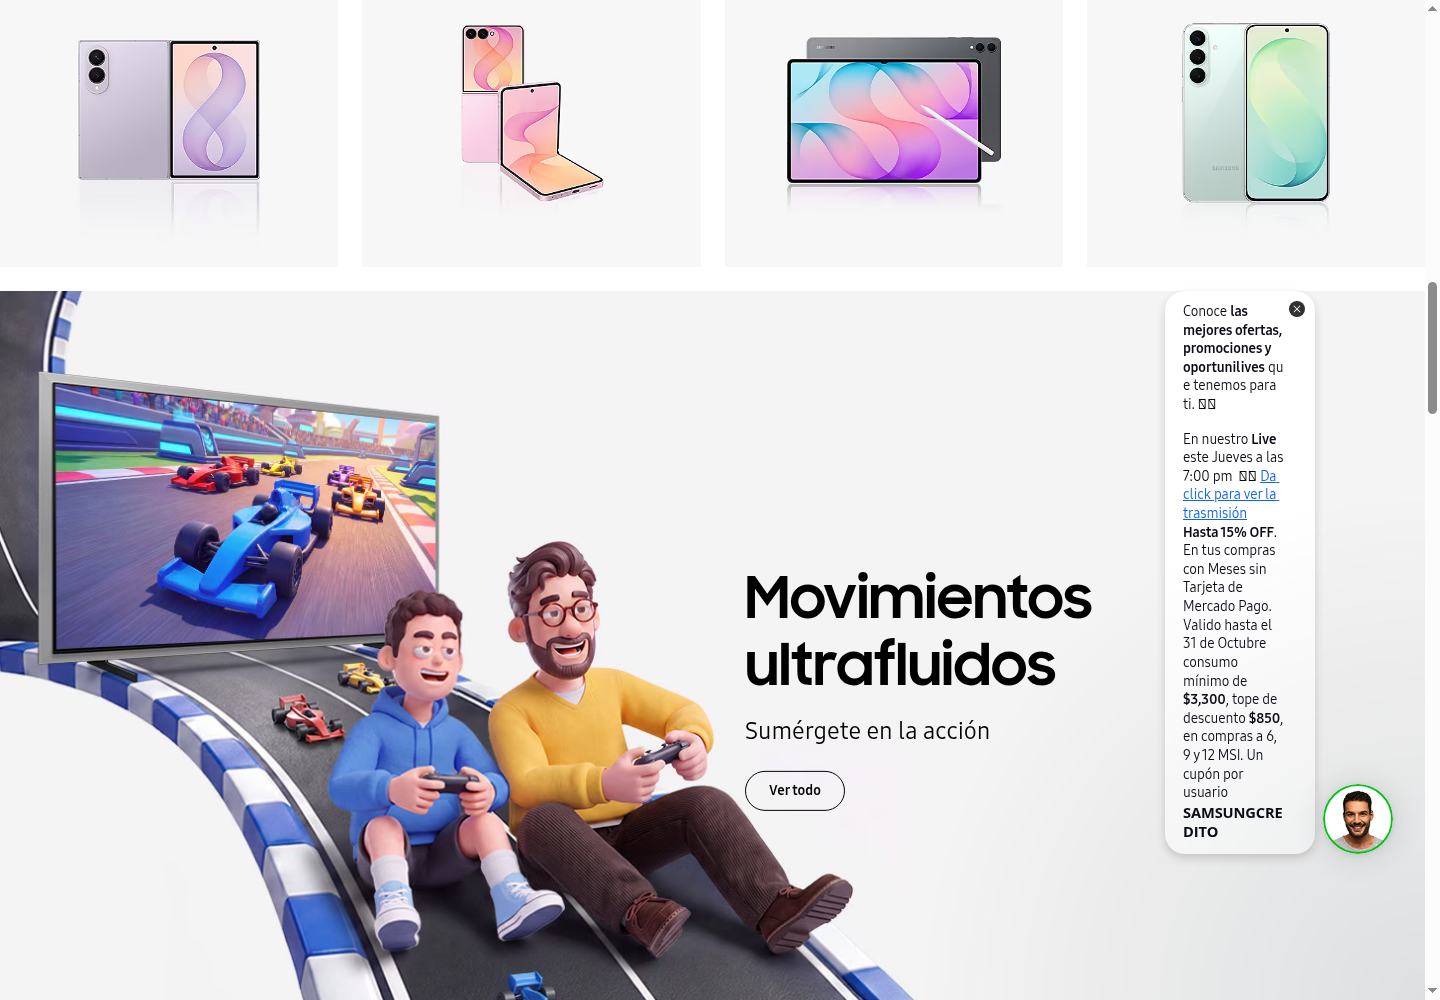 SAMSUNG
Conoce las
mejores ofertas,
promociones y
oportunilives qu
e tenemos para
ti.
En nuestro Live
este Jueves a las
7:00 pm Da
click para ver la
trasmisión
Hasta 15% OFF.
En tus compras
con Meses sin
Tarjeta de
Mercado Pago.
Valido hasta el
31 de Octubre
consumo
mínimo de
$3,300, tope de
descuento $850,
en compras a 6,
9 y 12 MSI. Un
cupón por
usuario
SAMSUNGCRE
DITO
Movimientos
ultrafluidos
Sumérgete en la acción
Ver todo